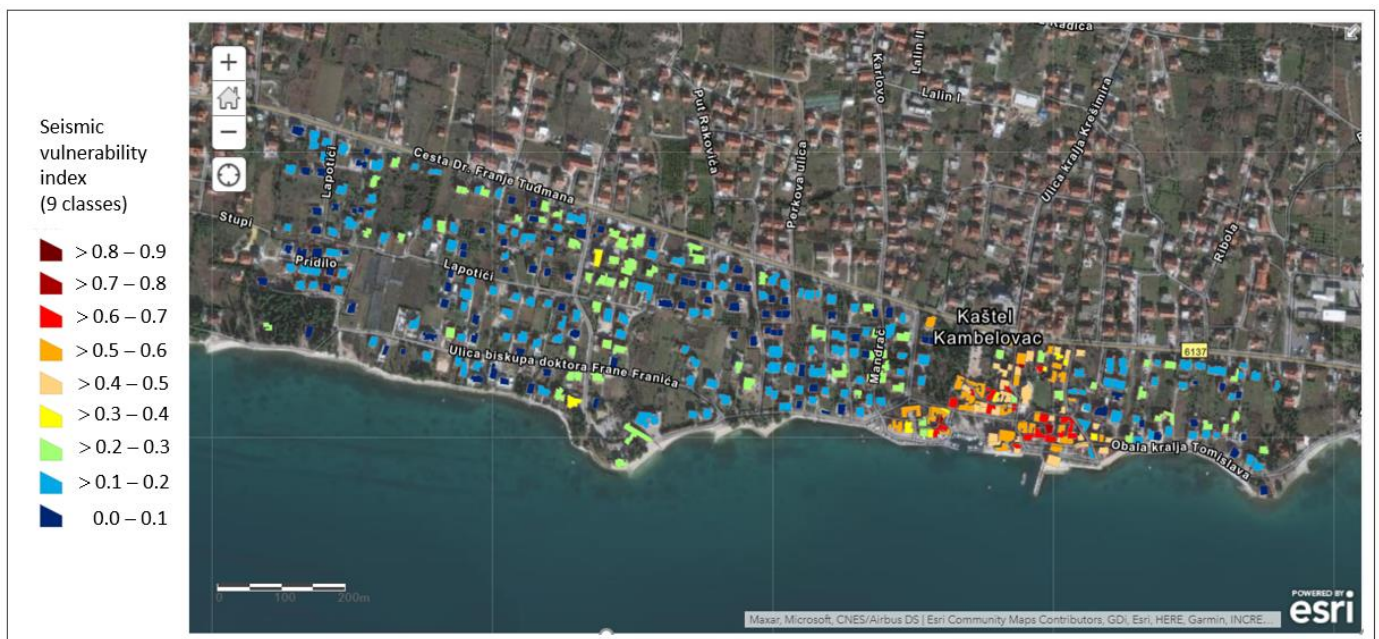 Seismic
vulnerability
index
(9 classes)
> 0.8 – 0.9
> 0.7 – 0.8
> 0.6 – 0.7
> 0.5 – 0.6
> 0.4 – 0.5
> 0.3 – 0.4
> 0.2 – 0.3
> 0.1 – 0.2
0.0 – 0.1
+
−
Lapotići
Stupi
Pridilo
Cesta Dr. Franje Tuđmana
Lapotići
Ulica biskupa doktora Frane Franića
Put Rakovića
Perkova ulica
Karlovo
Lalin II
Lalin I
Ulica kralja Krešimira
Ribola
Mandrač
Kaštel
Kambelovac
6137
Obala kralja Tomislava
0 100 200m
Maxar, Microsoft, CNES/Airbus DS | Esri Community Maps Contributors, GDi, Esri, HERE, Garmin, INCRE...
POWERED BY
esri